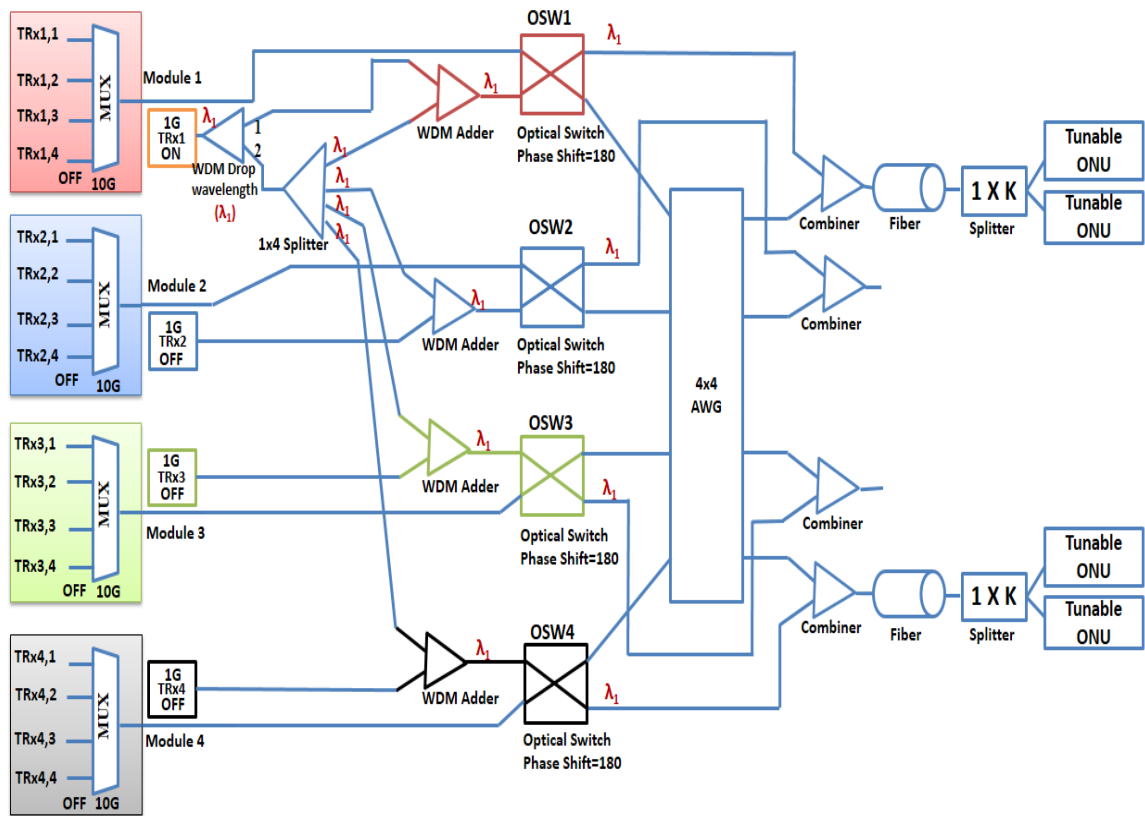 TRx1,1
TRx1,2
TRx1,3
TRx1,4
MUX
OFF 10G
Module 1
1G
TRx1
ON
λ1
1
2
WDM Drop
wavelength
(λ1)
λ1
λ1
λ1
λ1
1x4 Splitter
λ1
WDM Adder
OSW1
Optical Switch
Phase Shift=180
λ1
TRx2,1
TRx2,2
TRx2,3
TRx2,4
MUX
OFF 10G
Module 2
1G
TRx2
OFF
λ1
WDM Adder
OSW2
Optical Switch
Phase Shift=180
λ1
TRx3,1
TRx3,2
TRx3,3
TRx3,4
MUX
OFF 10G
Module 3
1G
TRx3
OFF
λ1
WDM Adder
OSW3
Optical Switch
Phase Shift=180
λ1
TRx4,1
TRx4,2
TRx4,3
TRx4,4
MUX
OFF 10G
Module 4
1G
TRx4
OFF
λ1
WDM Adder
OSW4
Optical Switch
Phase Shift=180
λ1
4x4
AWG
Combiner
Fiber
1 X K
Splitter
Tunable
ONU
Tunable
ONU
Combiner
Combiner
Combiner
Fiber
1 X K
Splitter
Tunable
ONU
Tunable
ONU